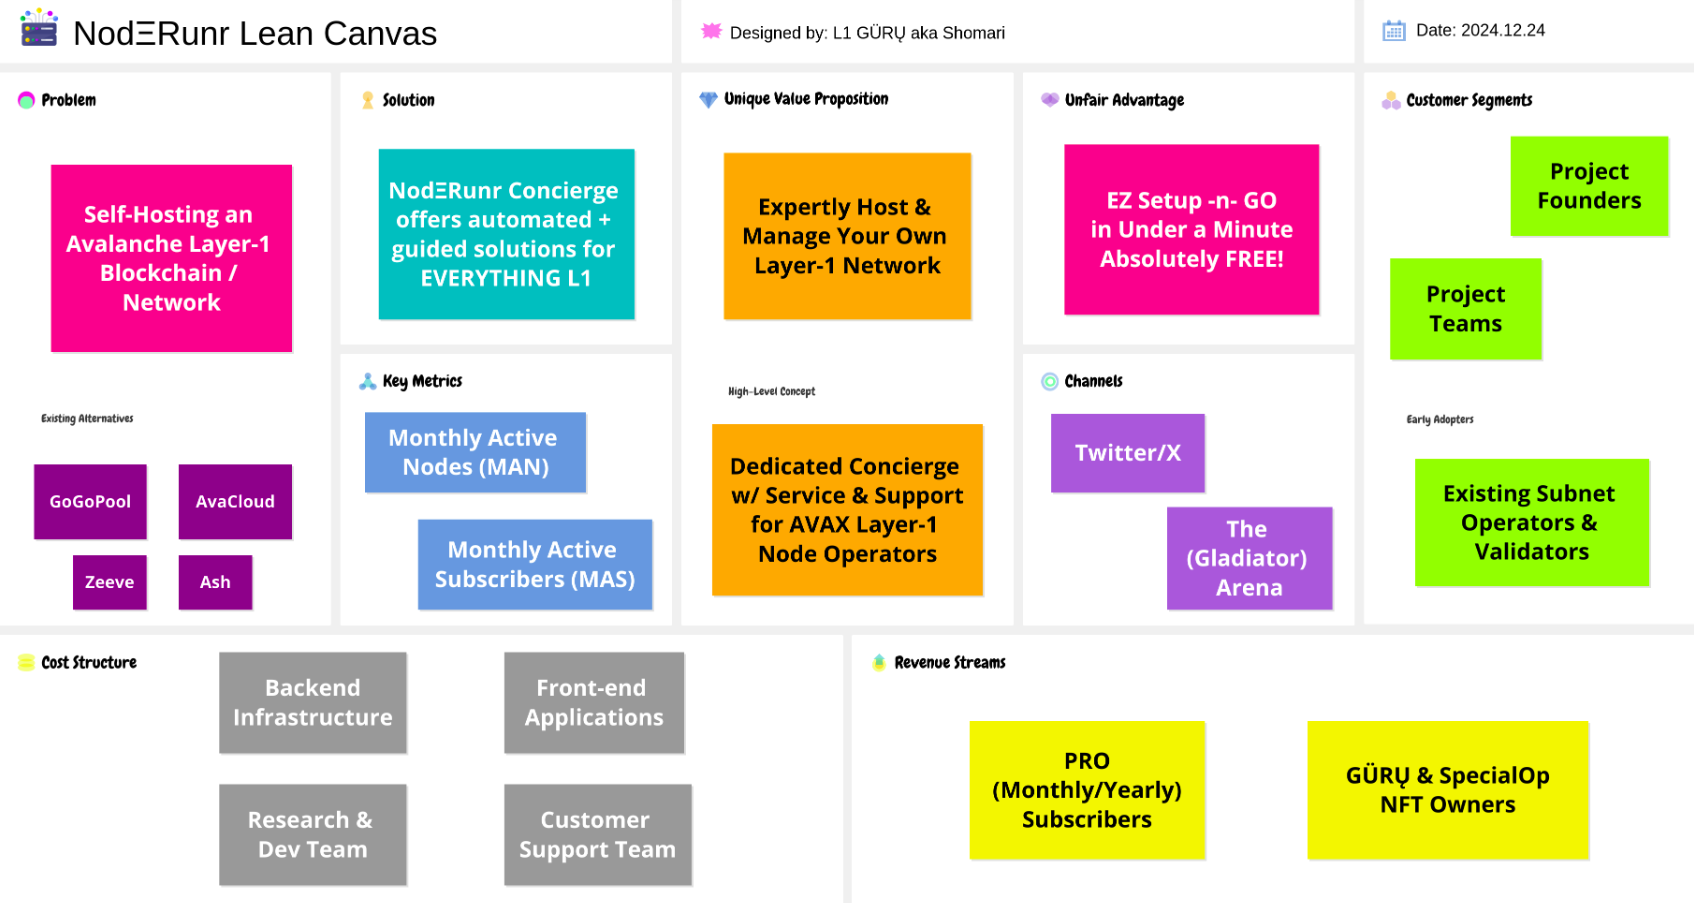 NodΞRunr Lean Canvas
Designed by: L1 GÜRŲ aka Shomari
Date: 2024.12.24
Problem
Self-Hosting an
Avalanche Layer-1
Blockchain /
Network
Existing Alternatives
GoGoPool
AvaCloud
Zeeve
Ash
Solution
NodΞRunr Concierge
offers automated +
guided solutions for
EVERYTHING L1
Key Metrics
Monthly Active
Nodes (MAN)
Monthly Active
Subscribers (MAS)
Unique Value Proposition
Expertly Host &
Manage Your Own
Layer-1 Network
High-Level Concept
Dedicated Concierge
w/ Service & Support
for AVAX Layer-1
Node Operators
Unfair Advantage
EZ Setup -n- GO
in Under a Minute
Absolutely FREE!
Channels
Twitter/X
The
(Gladiator)
Arena
Customer Segments
Project
Founders
Project
Teams
Early Adopters
Existing Subnet
Operators &
Validators
Cost Structure
Backend
Infrastructure
Front-end
Applications
Research &
Dev Team
Customer
Support Team
Revenue Streams
PRO
(Monthly/Yearly)
Subscribers
GÜRŲ & SpecialOp
NFT Owners